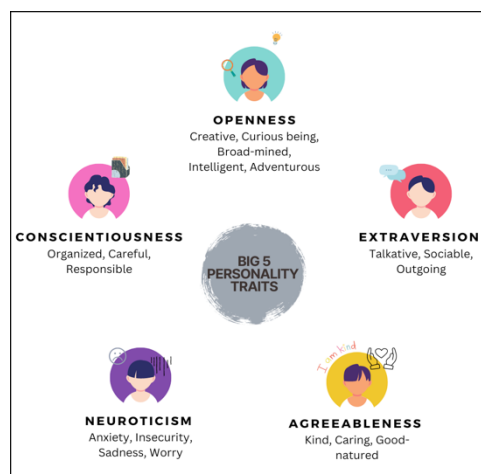 OPENNESS
Creative, Curious being,
Broad-mined,
Intelligent, Adventurous
CONSCIENTIOUSNESS
Organized, Careful,
Responsible
EXTRAVERSION
Talkative, Sociable,
Outgoing
BIG 5
PERSONALITY
TRAITS
NEUROTICISM
Anxiety, Insecurity,
Sadness, Worry
I am kind
AGREEABLENESS
Kind, Caring, Good-
natured